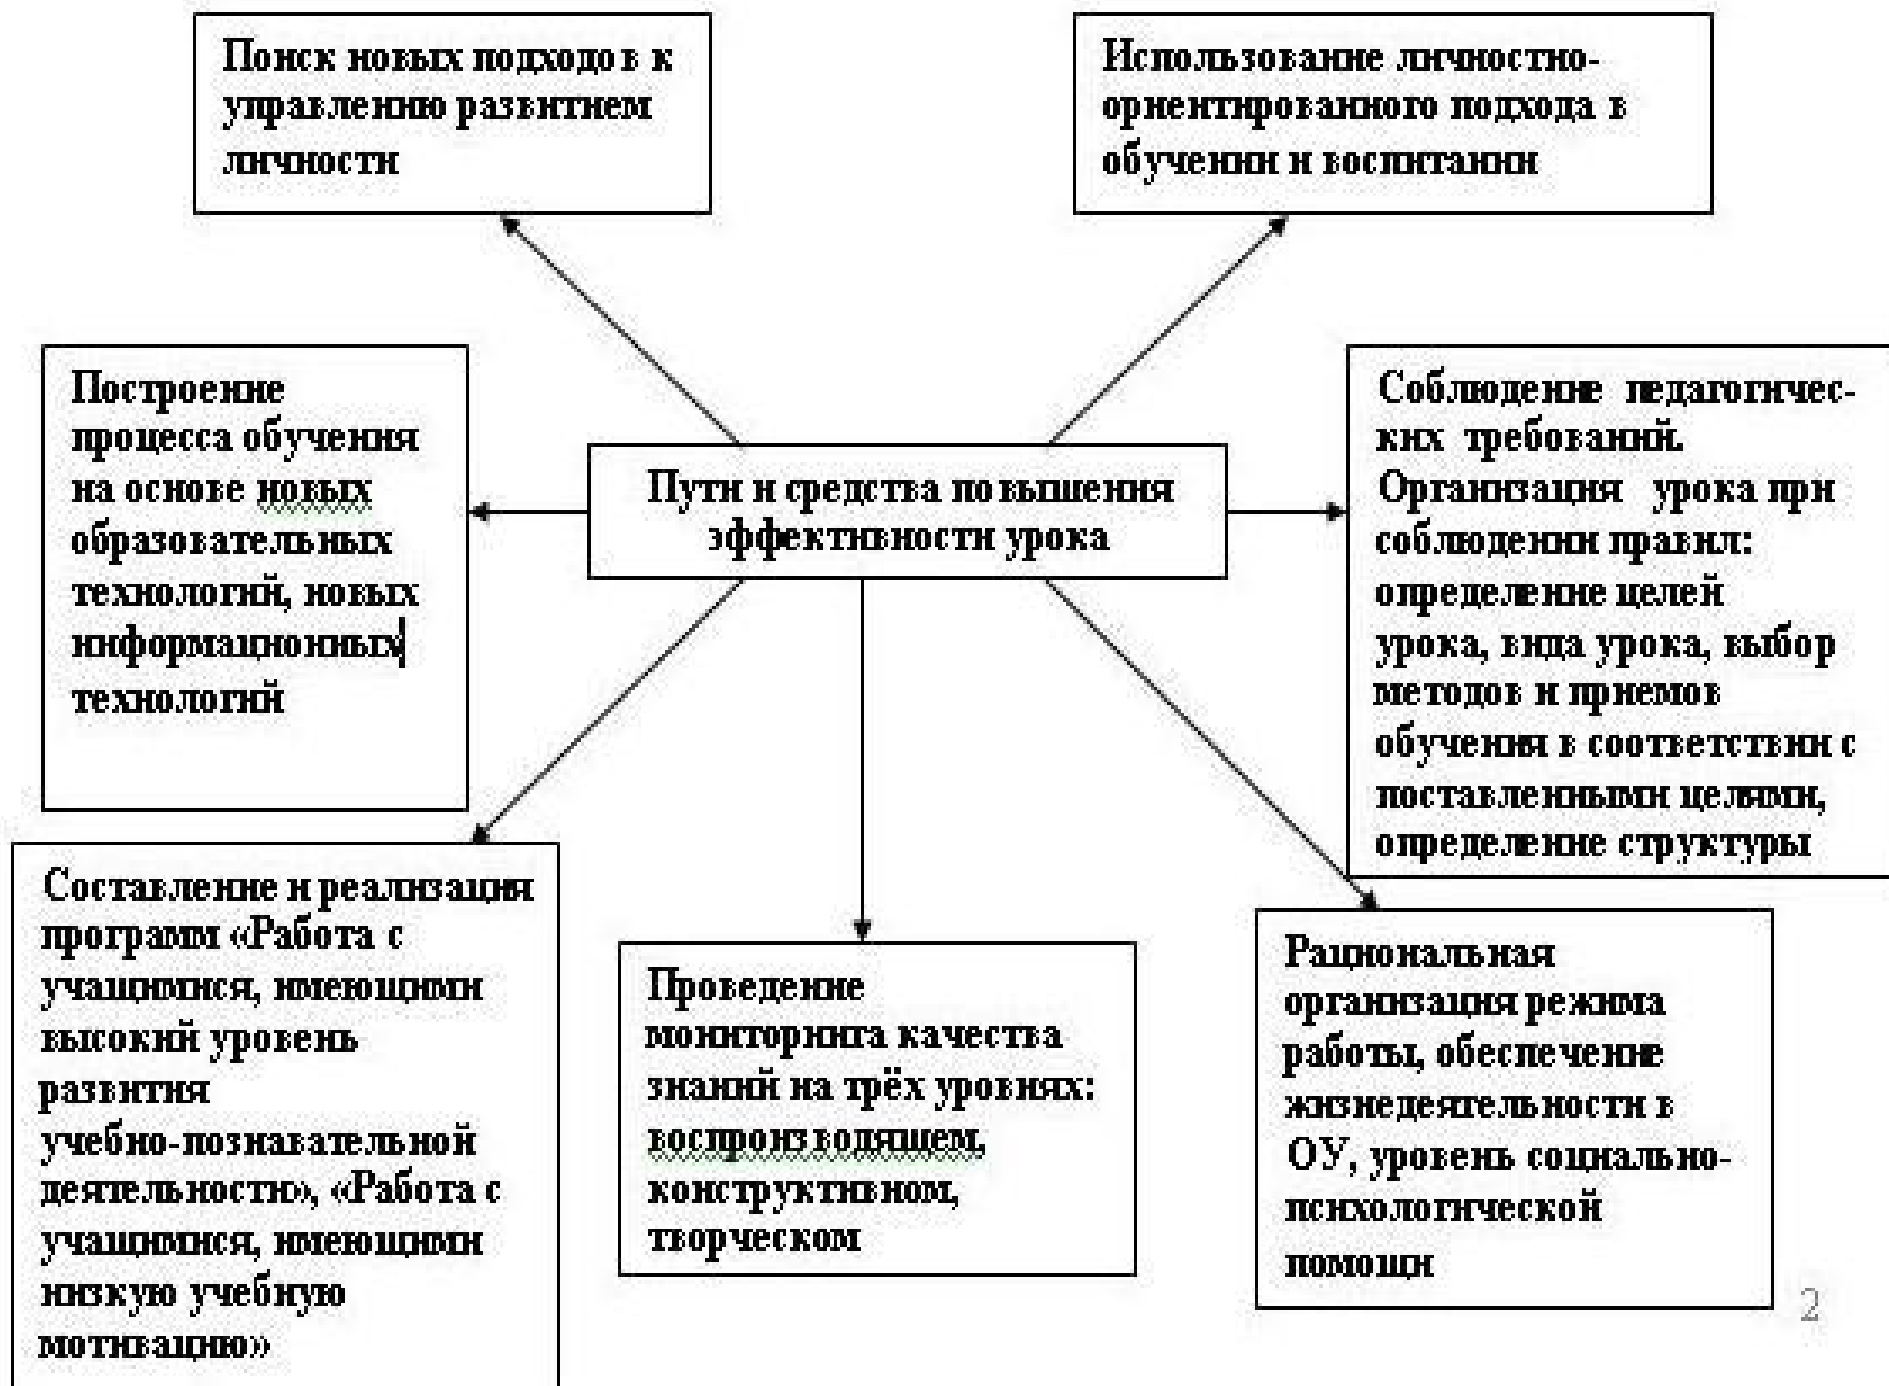 Поиск новых подходов к
управлению развитием
личности
Использование личностно-
ориентированного подхода в
обучении и воспитании
Построение
процесса обучения
на основе новых
образовательных
технологий, новых
информационных
технологий
Пути и средства повышения
эффективности урока
Соблюдение педагогичес-
ких требований.
Организация урока при
соблюдении правил:
определение целей
урока, вида урока, выбор
методов и приемов
обучения в соответствии с
поставленными целями,
определение структуры
Составление и реализация
программ «Работа с
учащимися, имеющими
высокий уровень
развития
учебно-познавательной
деятельности», «Работа с
учащимися, имеющими
низкую учебную
мотивацию»
Проведение
мониторинга качества
знаний на трёх уровнях:
воспроизводящем,
конструктивном,
творческом
Рациональная
организация режима
работы, обеспечение
жизнедеятельности в
ОУ, уровень социально-
психологической
помощи
2